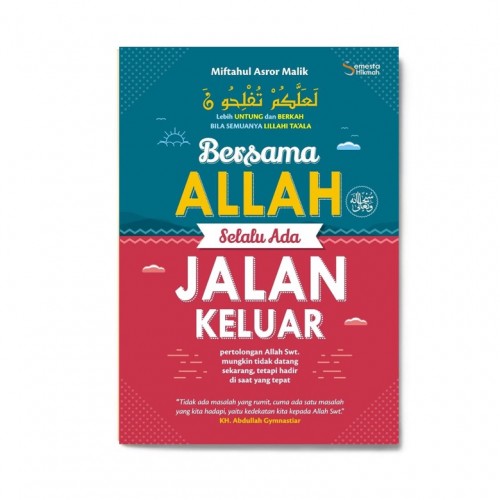 Miftahul Asror Malik
Semesta
Hikmah
لَعَلَّكُمْ تُفْلِحُونَ
Lebih UNTUNG dan BERKAH
BILA SEMUANYA LILLAHI TA'ALA
Bersama
ALLAH
سبحانه وتعالى
Selalu Ada
JALAN
KELUAR
pertolongan Allah Swt.
mungkin tidak datang
sekarang, tetapi hadir
di saat yang tepat
"Tidak ada masalah yang rumit, cuma ada satu masalah
yang kita hadapi, yaitu kedekatan kita kepada Allah Swt."
KH. Abdullah Gymnastiar